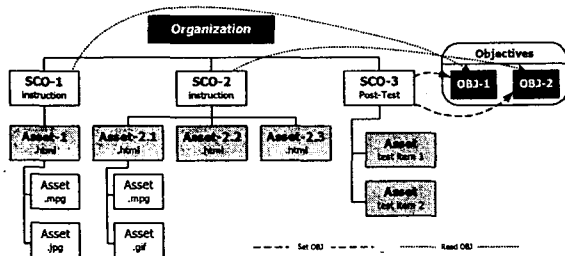 Organization
Objectives
SCO-1
instruction
SCO-2
instruction
SCO-3
Post-Test
OBJ-1
OBJ-2
Asset-1
.html
Asset-2.1
.html
Asset-2.2
.html
Asset-2.3
.html
Asset
test item 1
Asset
.mpg
Asset
.mpg
Asset
test item 2
Asset
.jpg
Asset
.gif
Set OBJ
Read OBJ